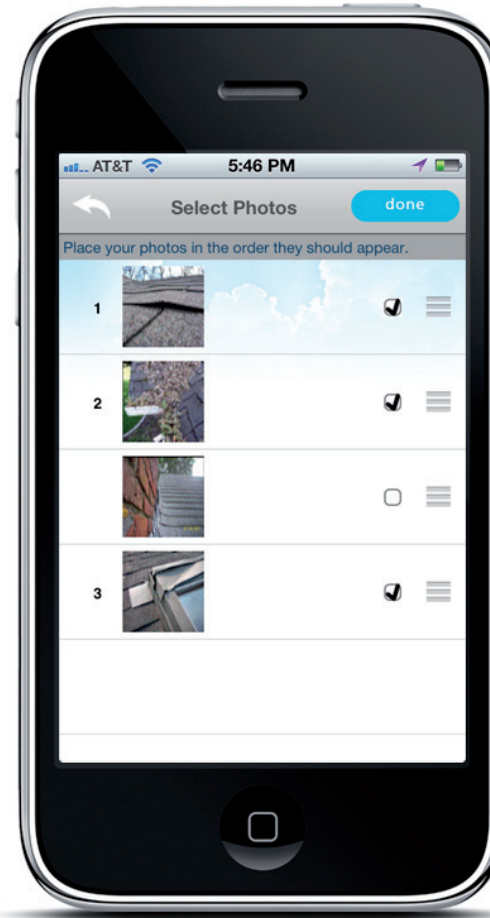 AT&T 5:46 PM
Select Photos done
Place your photos in the order they should appear.
1
2
3